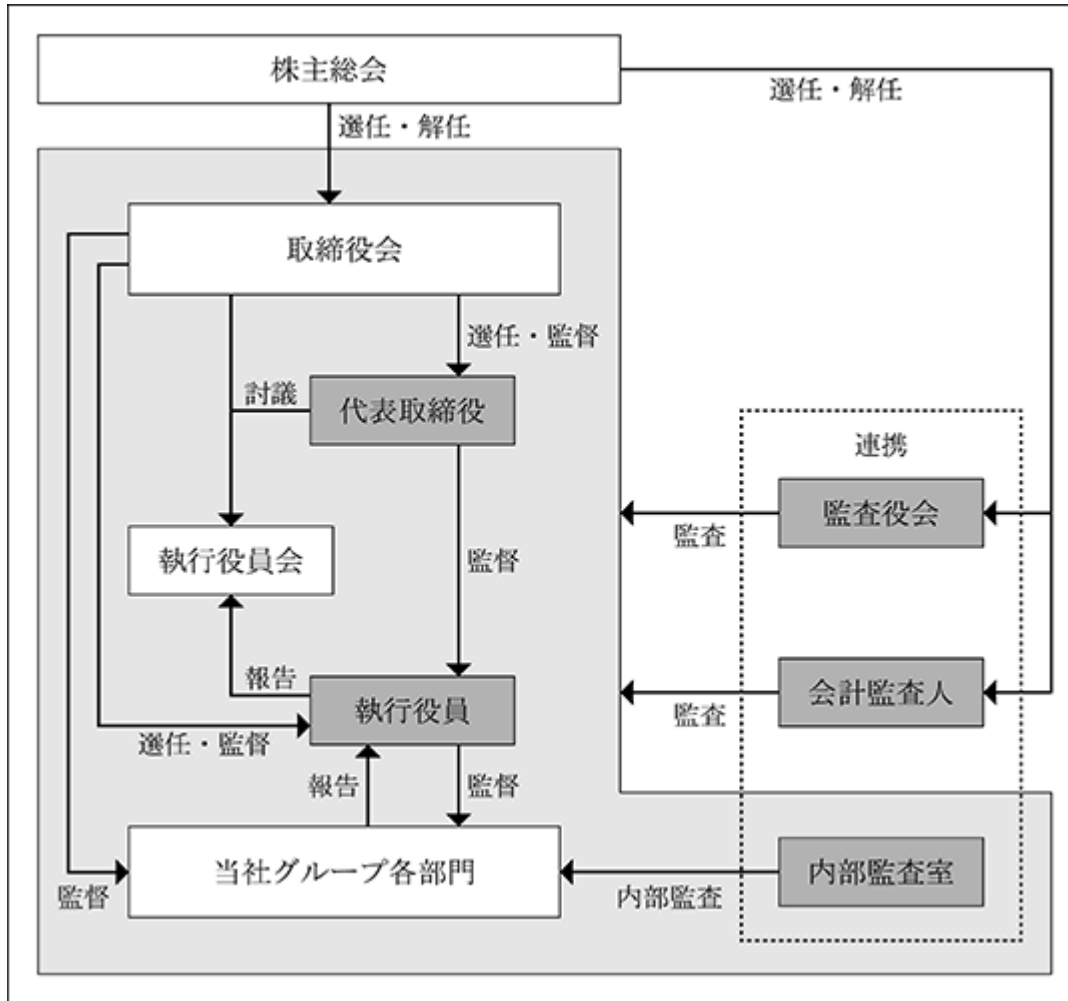 株主総会
選任・解任
選任・解任
取締役会
選任・監督
討議
代表取締役
連携
監査役会
監査
執行役員会
監督
報告
執行役員
会計監査人
監査
選任・監督
報告
監督
当社グループ各部門
内部監査室
監督
内部監査